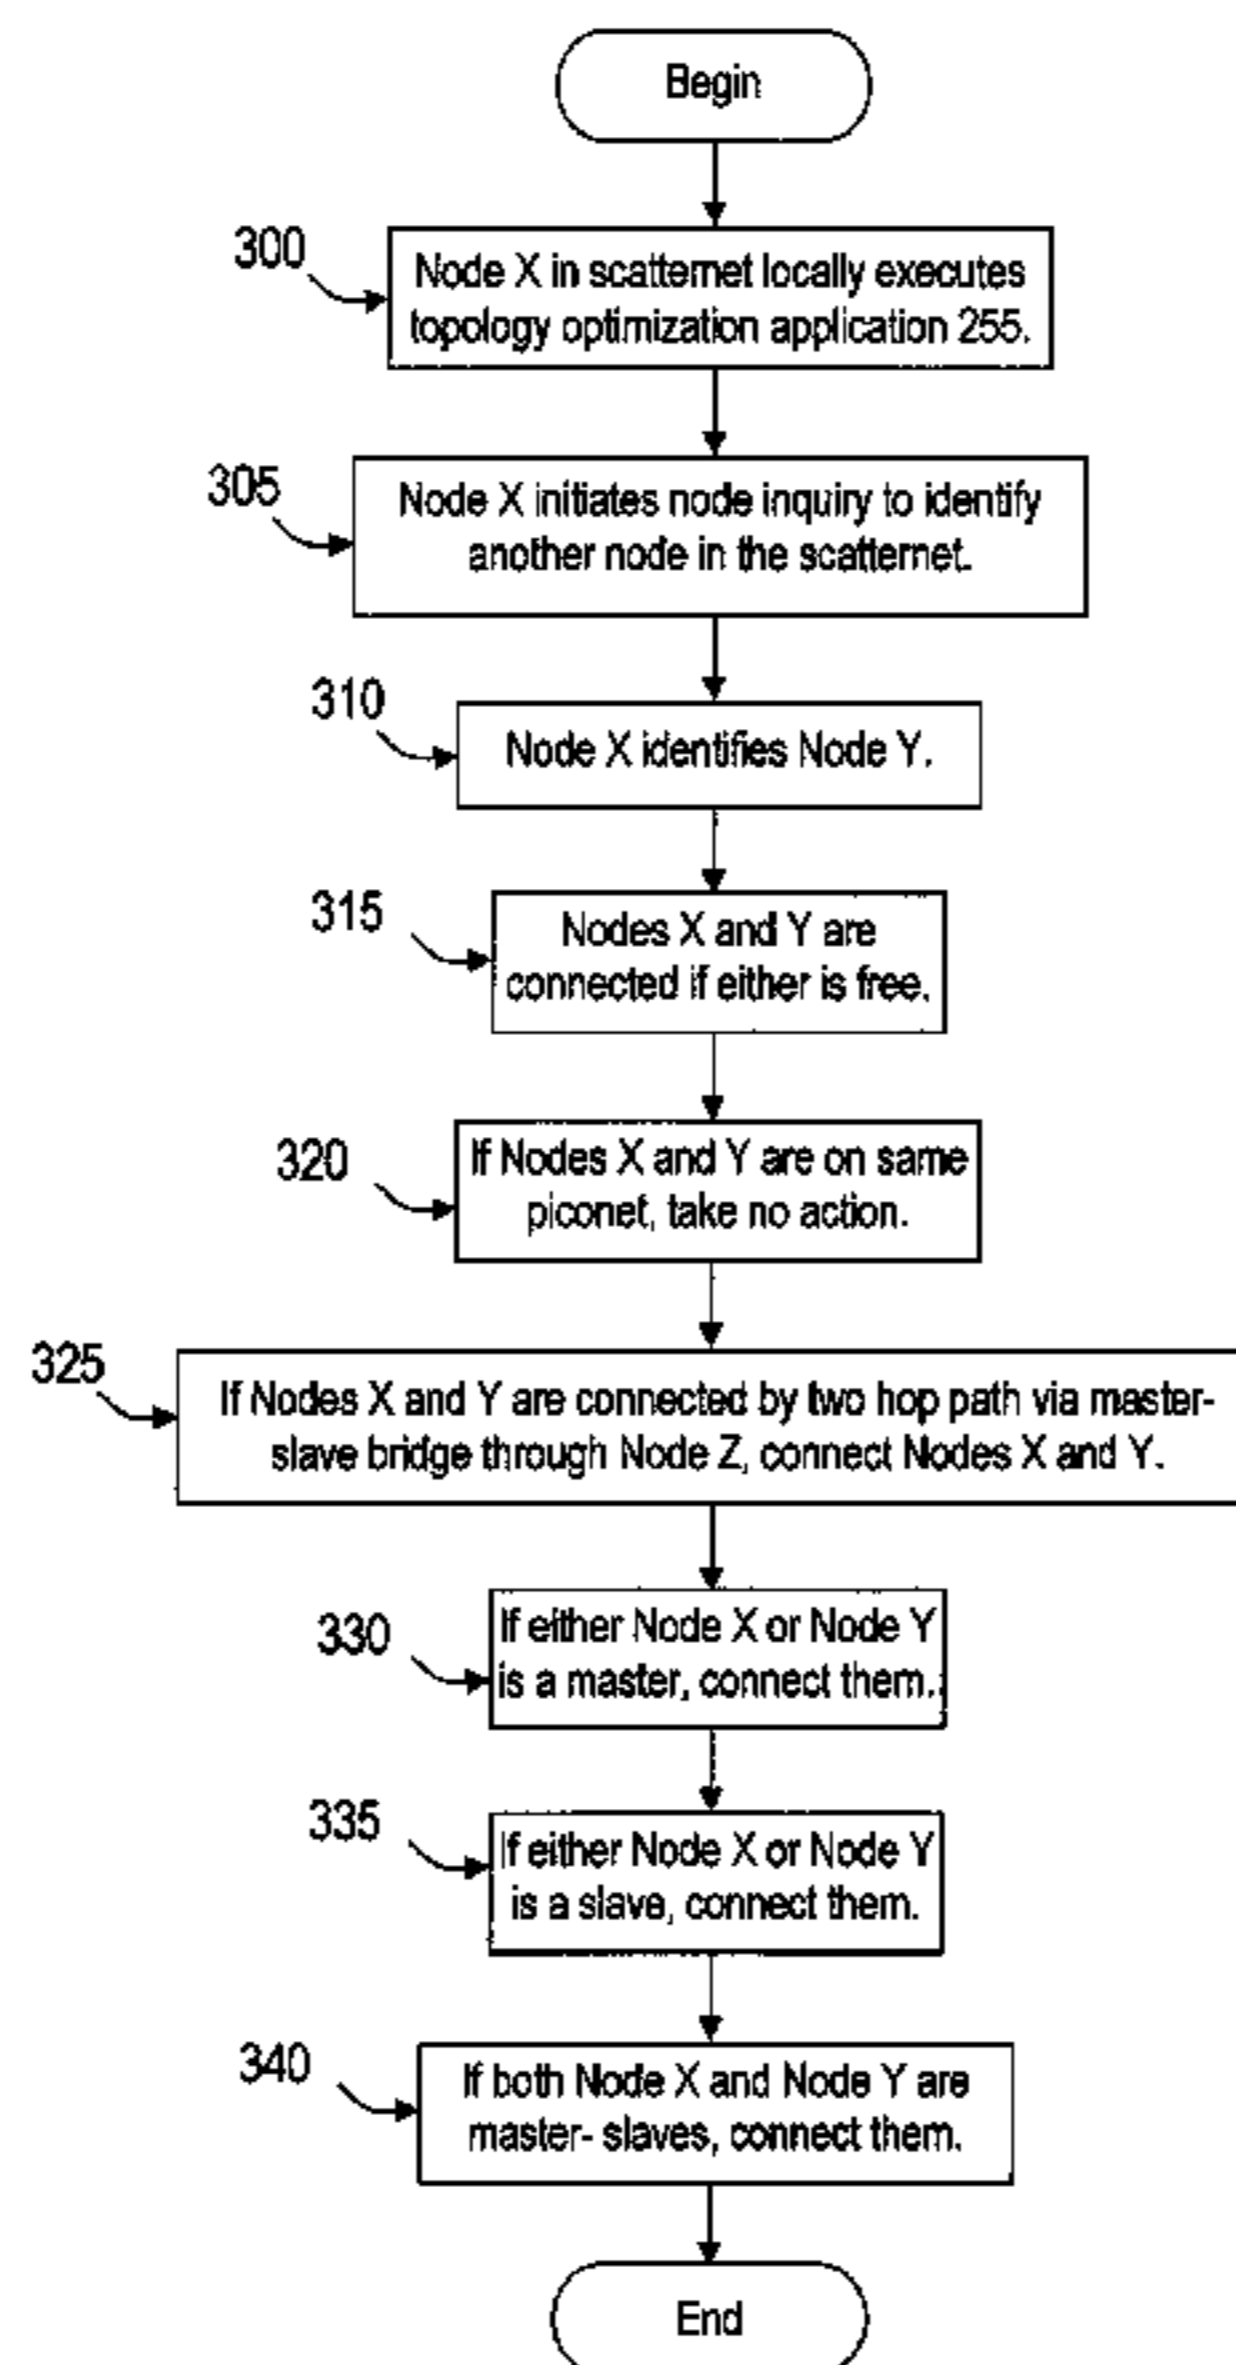 Begin
300
Node X in scatternet locally executes
topology optimization application 255.
305
Node X initiates node inquiry to identify
another node in the scatternet.
310
Node X identifies Node Y.
315
Nodes X and Y are
connected if either is free.
320
If Nodes X and Y are on same
piconet, take no action.
325
If Nodes X and Y are connected by two hop path via master-
slave bridge through Node Z, connect Nodes X and Y.
330
If either Node X or Node Y
is a master, connect them.
335
If either Node X or Node Y
is a slave, connect them.
340
If both Node X and Node Y are
master- slaves, connect them.
End